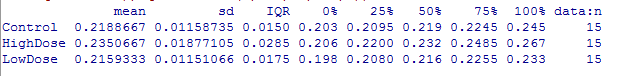 mean sd IQR 0% 25% 50% 75% 100% data:n
Control 0.2188667 0.01158735 0.0150 0.203 0.2095 0.219 0.2245 0.245 15
HighDose 0.2350667 0.01877105 0.0285 0.206 0.2200 0.232 0.2485 0.267 15
LowDose 0.2159333 0.01151066 0.0175 0.198 0.2080 0.216 0.2255 0.233 15